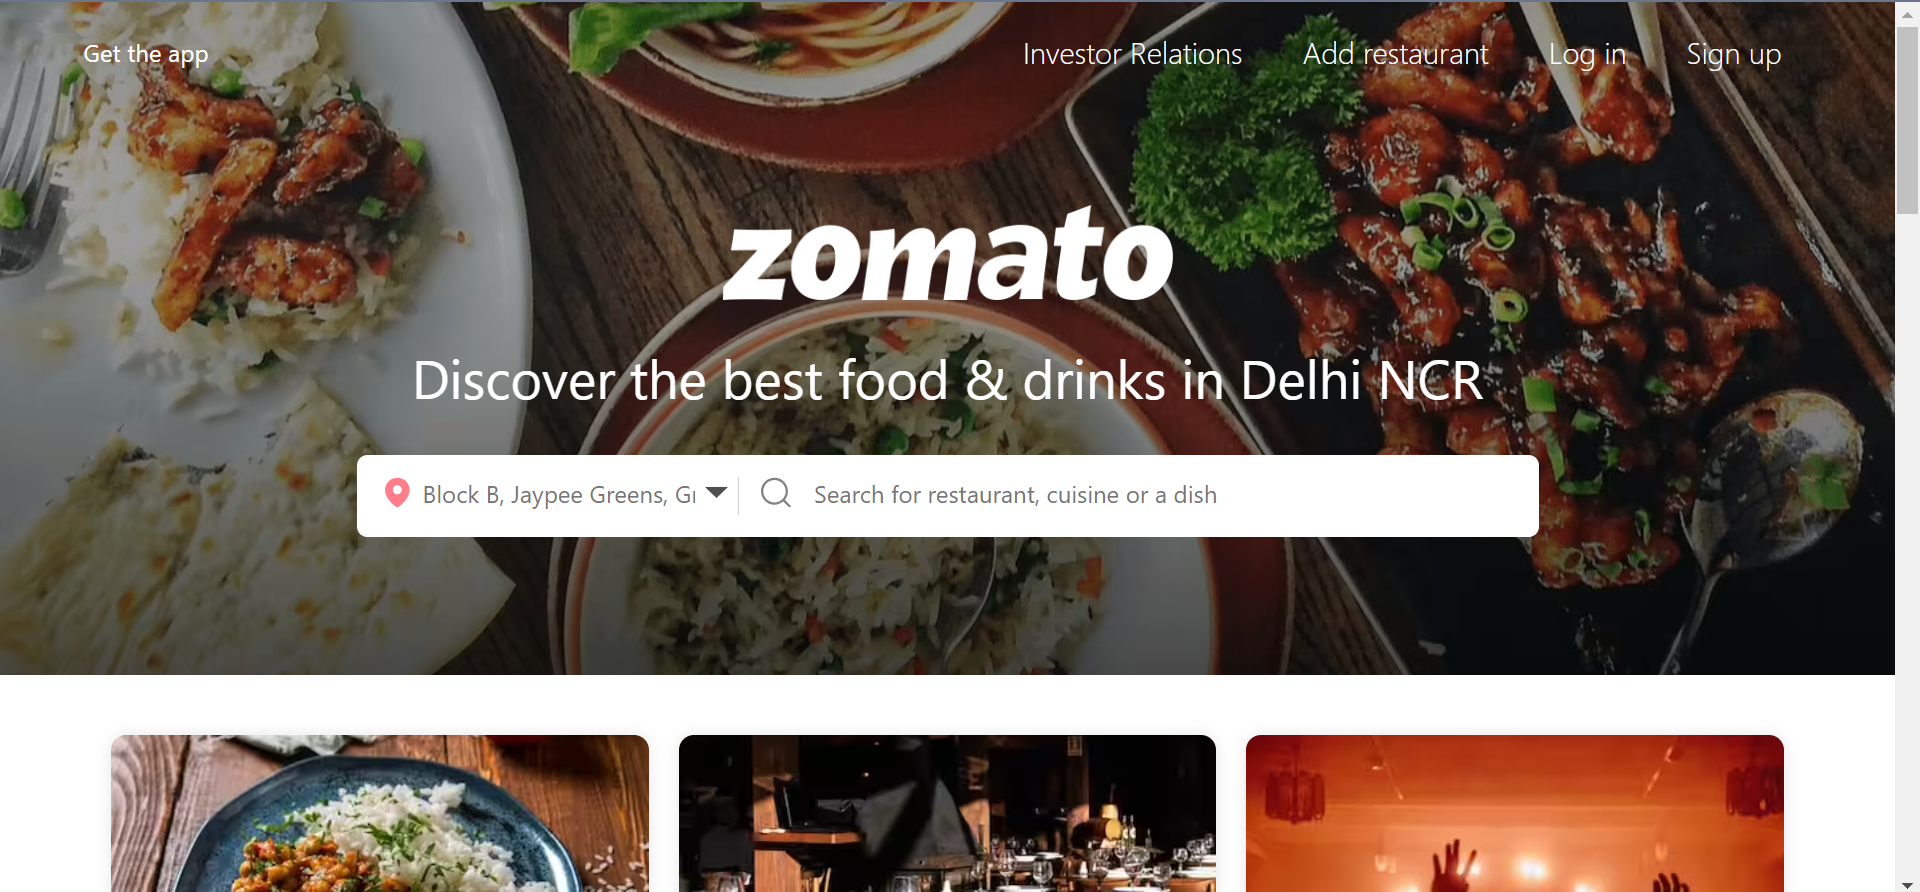 Get the app
Investor Relations
Add restaurant
Log in
Sign up
zomato
Discover the best food & drinks in Delhi NCR
Block B, Jaypee Greens, Gr
Search for restaurant, cuisine or a dish